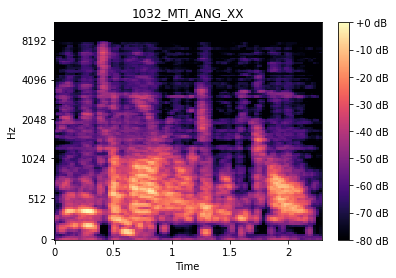 1032_MTI_ANG_XX
+0 dB
8192
-10 dB
4096
-20 dB
-30 dB
2048
Hz
-40 dB
1024
-50 dB
512
-60 dB
-70 dB
0
-80 dB
0 0.5 1 1.5 2
Time